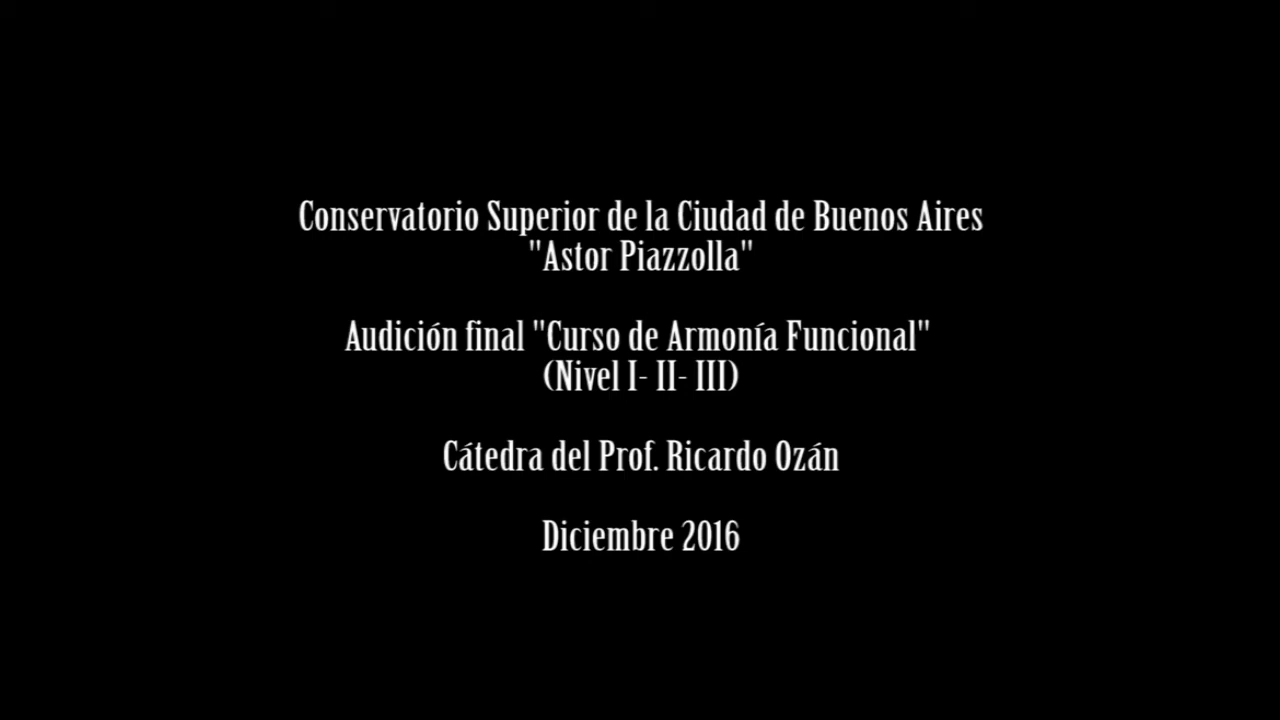 Conservatorio Superior de la Ciudad de Buenos Aires
"Astor Piazzolla"
Audición final "Curso de Armonía Funcional"
(Nivel I- II- III)
Cátedra del Prof. Ricardo Ozán
Diciembre 2016